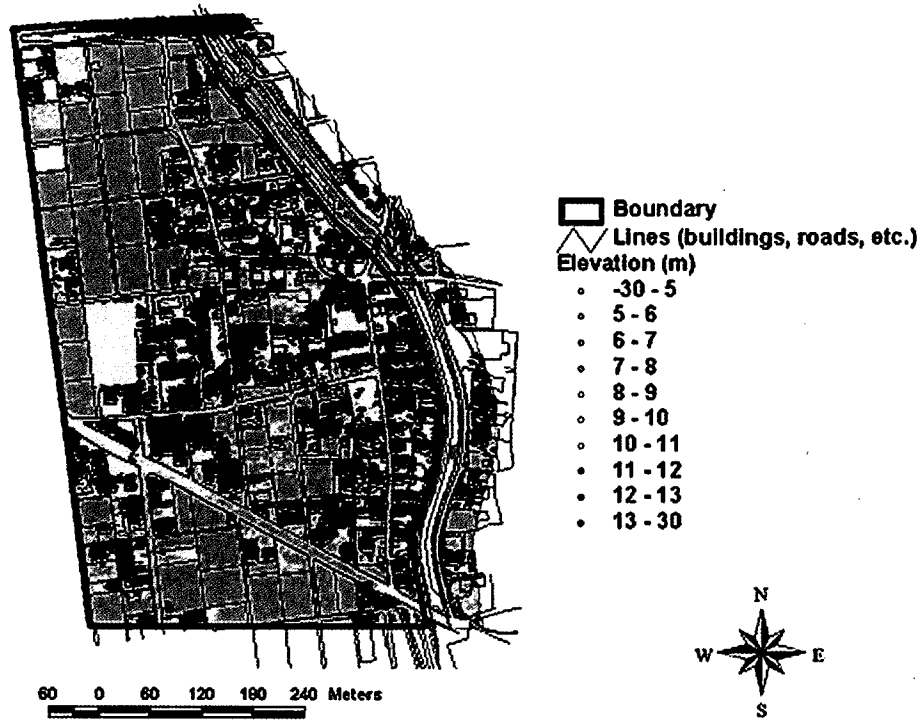 Boundary
Lines (buildings, roads, etc.)
Elevation (m)
-30 - 5
5 - 6
6 - 7
7 - 8
8 - 9
9 - 10
10 - 11
11 - 12
12 - 13
13 - 30
N
W E
S
60 0 60 120 180 240 Meters